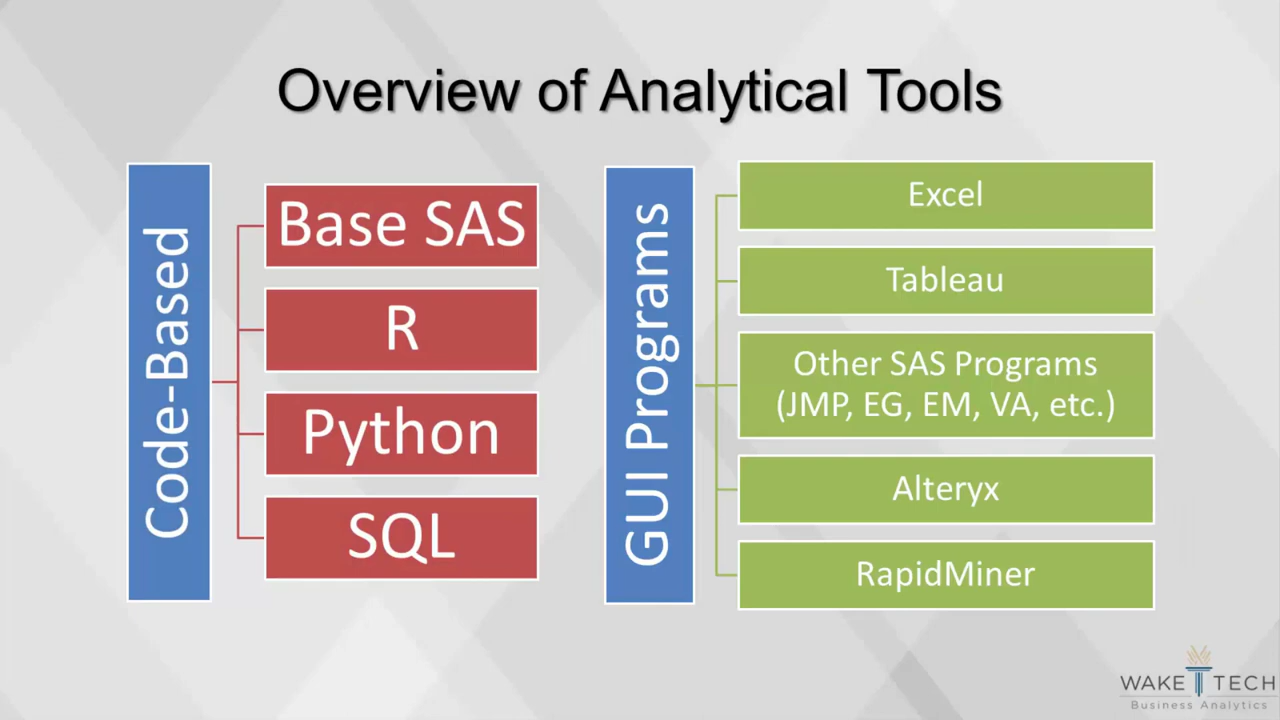 Overview of Analytical Tools
Code-Based
Base SAS
R
Python
SQL
GUI Programs
Excel
Tableau
Other SAS Programs
(JMP, EG, EM, VA, etc.)
Alteryx
RapidMiner
WAKE TECH
Business Analytics